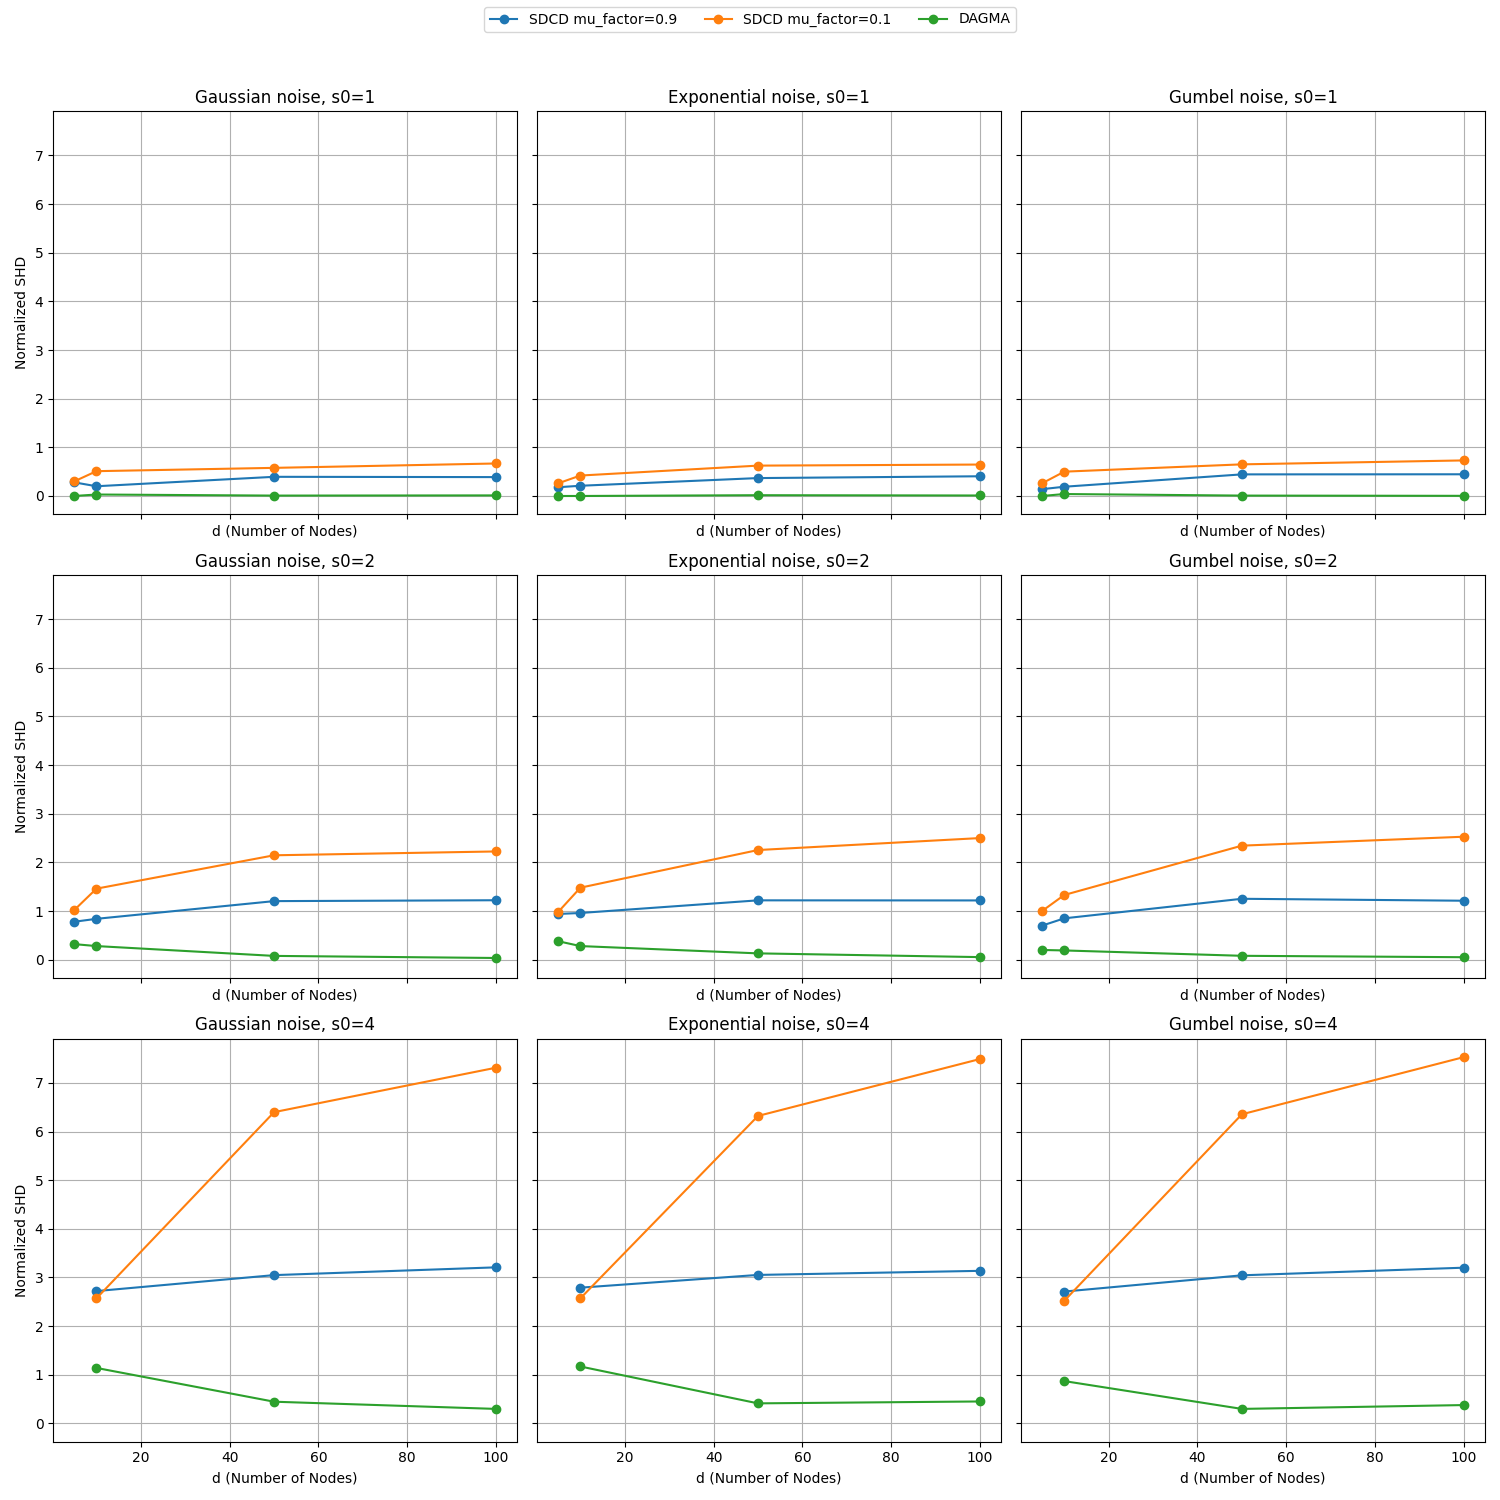 SDCD mu_factor=0.9 SDCD mu_factor=0.1 DAGMA
Gaussian noise, s0=1 Exponential noise, s0=1 Gumbel noise, s0=1
7
6
5
4
3
2
1
0
Normalized SHD
d (Number of Nodes) d (Number of Nodes) d (Number of Nodes)
Gaussian noise, s0=2 Exponential noise, s0=2 Gumbel noise, s0=2
7
6
5
4
3
2
1
0
Normalized SHD
d (Number of Nodes) d (Number of Nodes) d (Number of Nodes)
Gaussian noise, s0=4 Exponential noise, s0=4 Gumbel noise, s0=4
7
6
5
4
3
2
1
0
Normalized SHD
20 40 60 80 100 20 40 60 80 100 20 40 60 80 100
d (Number of Nodes) d (Number of Nodes) d (Number of Nodes)